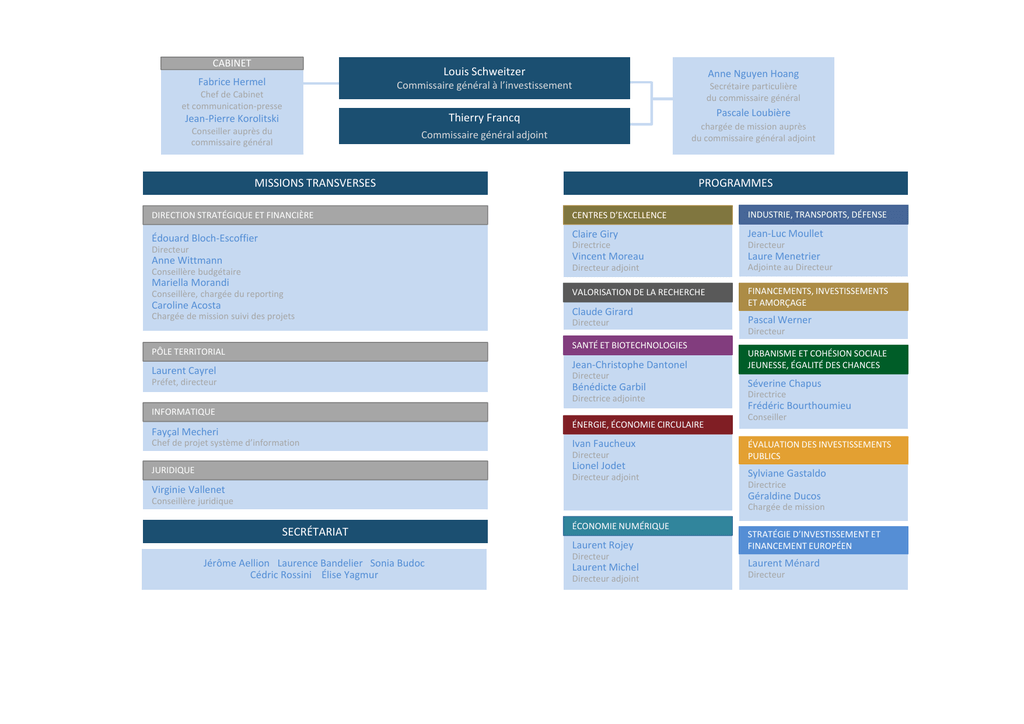 CABINET
Fabrice Hermel
Chef de Cabinet
et communication-presse
Jean-Pierre Korolitski
Conseiller auprès du
commissaire général
Louis Schweitzer
Commissaire général à l'investissement
Thierry Francq
Commissaire général adjoint
Anne Nguyen Hoang
Secrétaire particulière
du commissaire général
Pascale Loubière
chargée de mission auprès
du commissaire général adjoint
MISSIONS TRANSVERSES
DIRECTION STRATÉGIQUE ET FINANCIÈRE
Édouard Bloch-Escoffier
Directeur
Anne Wittmann
Conseillère budgétaire
Mariella Morandi
Conseillère, chargée du reporting
Caroline Acosta
Chargée de mission suivi des projets
PÔLE TERRITORIAL
Laurent Cayrel
Préfet, directeur
INFORMATIQUE
Fayçal Mecheri
Chef de projet système d'information
JURIDIQUE
Virginie Vallenet
Conseillère juridique
SECRÉTARIAT
Jérôme Aellion Laurence Bandelier Sonia Budoc
Cédric Rossini Élise Yagmur
PROGRAMMES
CENTRES D'EXCELLENCE
Claire Giry
Directrice
Vincent Moreau
Directeur adjoint
VALORISATION DE LA RECHERCHE
Claude Girard
Directeur
SANTÉ ET BIOTECHNOLOGIES
Jean-Christophe Dantonel
Directeur
Bénédicte Garbil
Directrice adjointe
ÉNERGIE, ÉCONOMIE CIRCULAIRE
Ivan Faucheux
Directeur
Lionel Jodet
Directeur adjoint
ÉCONOMIE NUMÉRIQUE
Laurent Rojey
Directeur
Laurent Michel
Directeur adjoint
INDUSTRIE, TRANSPORTS, DÉFENSE
Jean-Luc Moullet
Directeur
Laure Menetrier
Adjointe au Directeur
FINANCEMENTS, INVESTISSEMENTS
ET AMORÇAGE
Pascal Werner
Directeur
URBANISME ET COHÉSION SOCIALE
JEUNESSE, ÉGALITÉ DES CHANCES
Séverine Chapus
Directrice
Frédéric Bourthoumieu
Conseiller
ÉVALUATION DES INVESTISSEMENTS
PUBLICS
Sylviane Gastaldo
Directrice
Géraldine Ducos
Chargée de mission
STRATÉGIE D'INVESTISSEMENT ET
FINANCEMENT EUROPÉEN
Laurent Ménard
Directeur